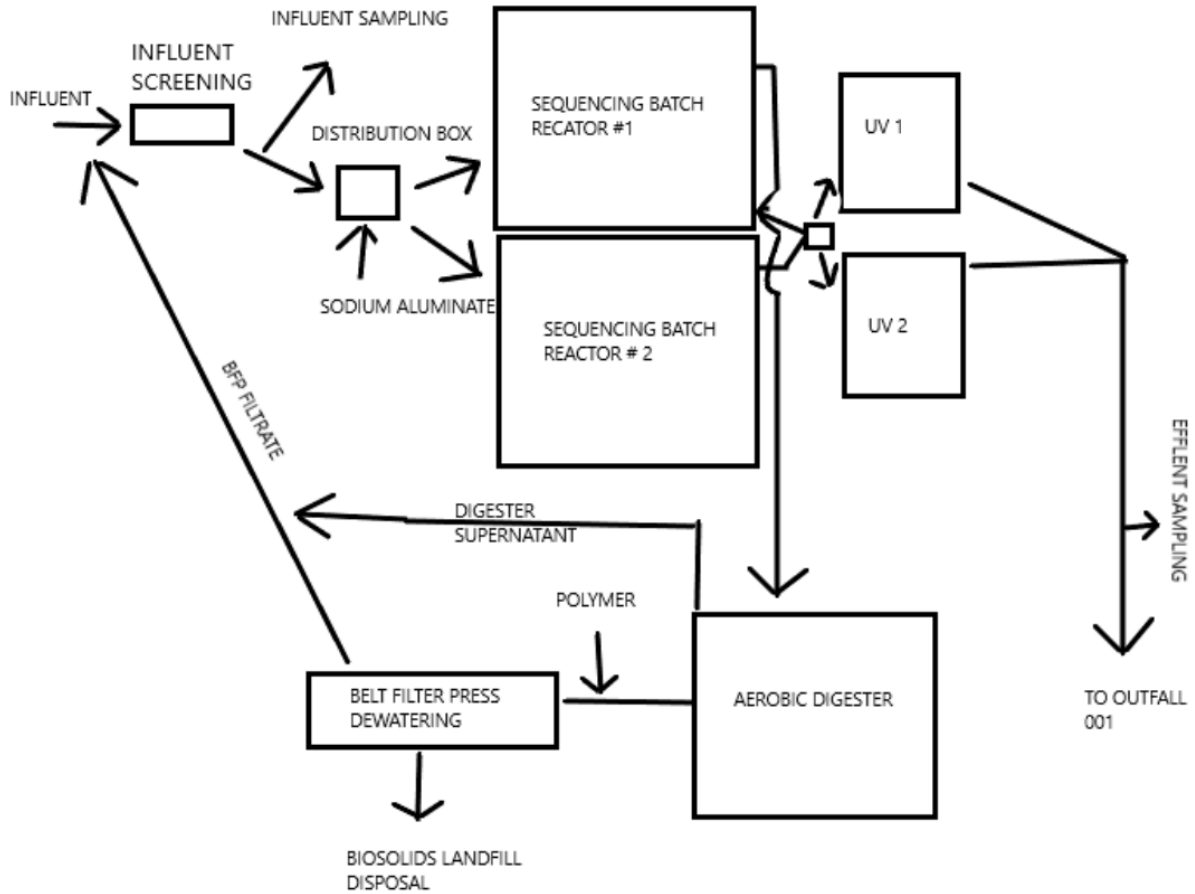 INFLUENT SAMPLING
INFLUENT
SCREENING
INFLUENT
DISTRIBUTION BOX
SEQUENCING BATCH
RECATOR #1
UV 1
SODIUM ALUMINATE
SEQUENCING BATCH
REACTOR # 2
UV 2
BFP FILTRATE
EFFLENT SAMPLING
DIGESTER
SUPERNATANT
POLYMER
BELT FILTER PRESS
DEWATERING
AEROBIC DIGESTER
TO OUTFALL
001
BIOSOLIDS LANDFILL
DISPOSAL